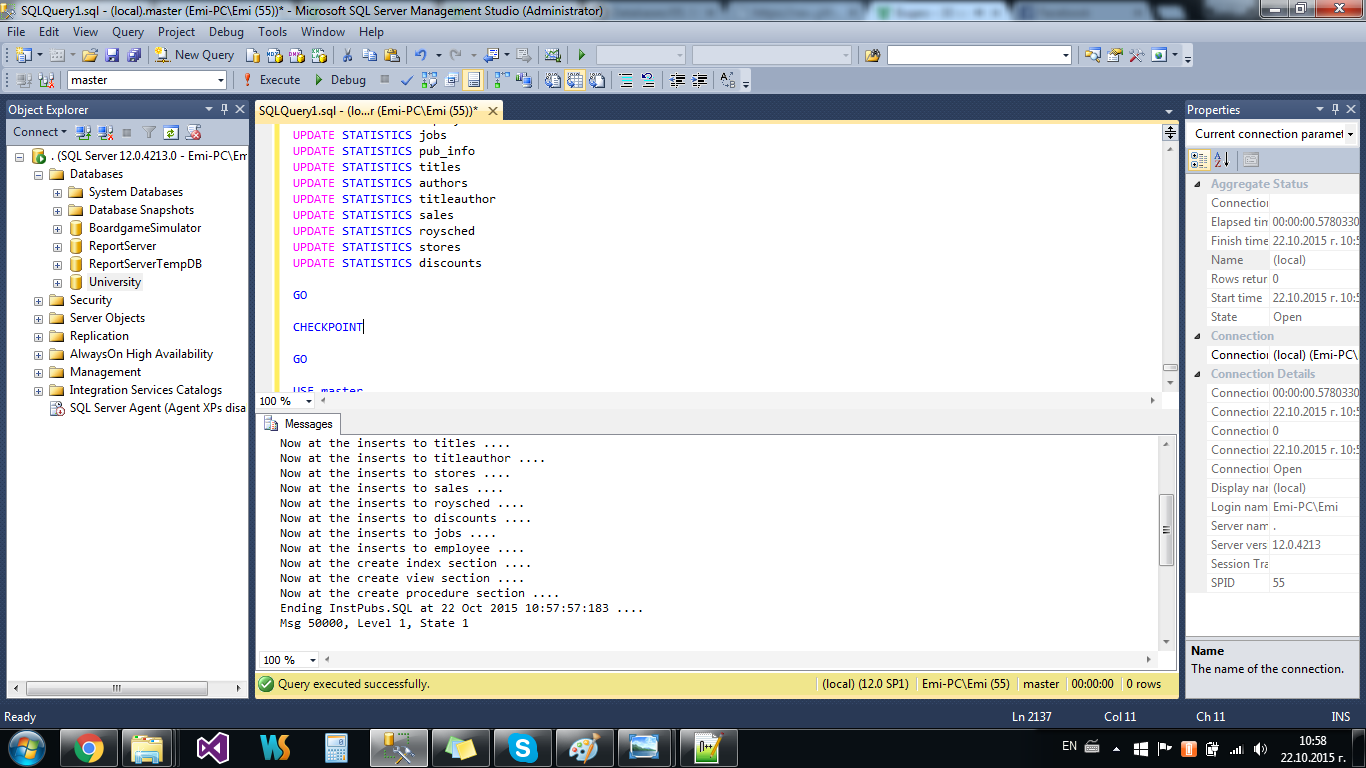 SQLQuery1.sql - (local).master (Emi-PC\Emi (55))* - Microsoft SQL Server Management Studio (Administrator)
File Edit View Query Project Debug Tools Window Help
New Query
master Execute Debug
Object Explorer
Connect
. (SQL Server 12.0.4213.0 - Emi-PC\Em
Databases
System Databases
Database Snapshots
BoardgameSimulator
ReportServer
ReportServerTempDB
University
Security
Server Objects
Replication
AlwaysOn High Availability
Management
Integration Services Catalogs
SQL Server Agent (Agent XPs disa
SQLQuery1.sql - (lo...r (Emi-PC\Emi (55))*
UPDATE STATISTICS jobs
UPDATE STATISTICS pub_info
UPDATE STATISTICS titles
UPDATE STATISTICS authors
UPDATE STATISTICS titleauthor
UPDATE STATISTICS sales
UPDATE STATISTICS roysched
UPDATE STATISTICS stores
UPDATE STATISTICS discounts
GO
CHECKPOINT
GO
USE master
100 %
Messages
Now at the inserts to titles ....
Now at the inserts to titleauthor ....
Now at the inserts to stores ....
Now at the inserts to sales ....
Now at the inserts to roysched ....
Now at the inserts to discounts ....
Now at the inserts to jobs ....
Now at the inserts to employee ....
Now at the create index section ....
Now at the create view section ....
Now at the create procedure section ....
Ending InstPubs.SQL at 22 Oct 2015 10:57:57:183 ....
Msg 50000, Level 1, State 1
100 %
Query executed successfully. (local) (12.0 SP1) Emi-PC\Emi (55) master 00:00:00 0 rows
Properties
Current connection paramet
Aggregate Status
Connection
Elapsed tim 00:00:00.5780330
Finish time 22.10.2015 г. 10:5
Name (local)
Rows retur 0
Start time 22.10.2015 г. 10:5
State Open
Connection
Connection (local) (Emi-PC\
Connection Details
Connection 00:00:00.5780330
Connection 22.10.2015 г. 10:5
Connection 0
Connection 22.10.2015 г. 10:5
Connection Open
Display nar (local)
Login name Emi-PC\Emi
Server nam .
Server vers 12.0.4213
Session Tra
SPID 55
Name
The name of the connection.
Ready Ln 2137 Col 11 Ch 11 INS
EN 10:58
22.10.2015 г.